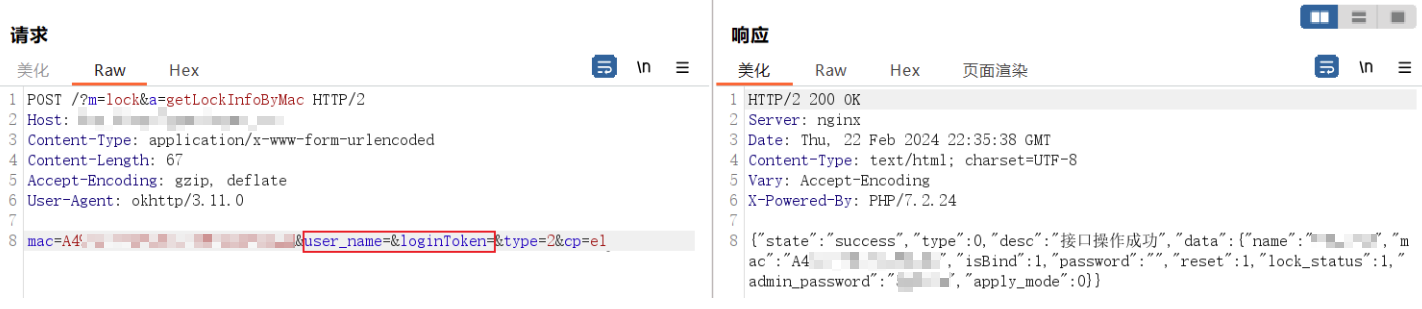 请求
美化 Raw Hex \n
1 POST /?m=lock&a=getLockInfoByMac HTTP/2
2 Host:
3 Content-Type: application/x-www-form-urlencoded
4 Content-Length: 67
5 Accept-Encoding: gzip, deflate
6 User-Agent: okhttp/3.11.0
7
8 mac=A4 &user_name=&loginToken=&type=2&cp=el
响应
美化 Raw Hex 页面渲染 \n
1 HTTP/2 200 OK
2 Server: nginx
3 Date: Thu, 22 Feb 2024 22:35:38 GMT
4 Content-Type: text/html; charset=UTF-8
5 Vary: Accept-Encoding
6 X-Powered-By: PHP/7.2.24
7
8 {"state":"success","type":0,"desc":"接口操作成功","data":{"name":" ","m
ac":"A4 ","isBind":1,"password":"","reset":1,"lock_status":1,"
admin_password":" ","apply_mode":0}}